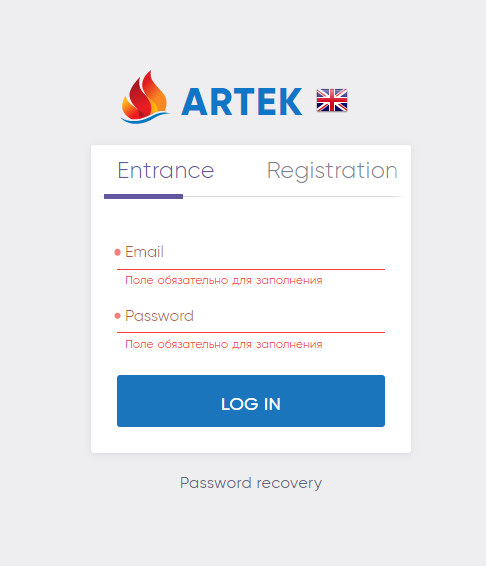 ARTEK
Entrance Registration
Email
Поле обязательно для заполнения
Password
Поле обязательно для заполнения
LOG IN
Password recovery